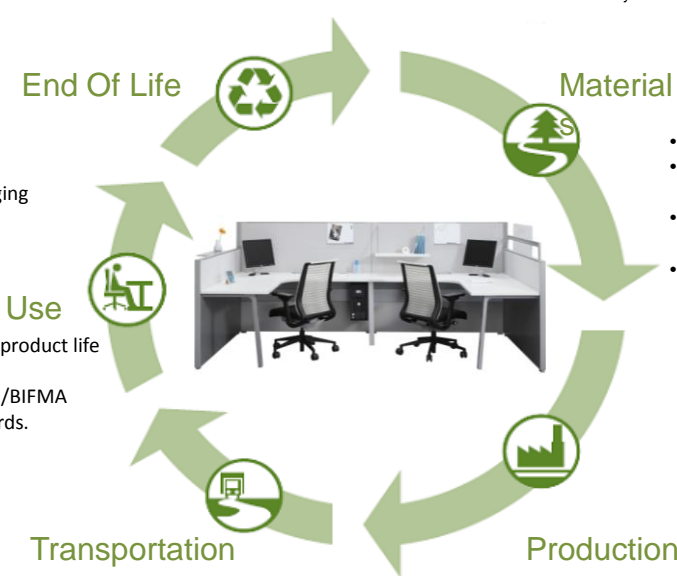 End Of Life
Material
S
ging
Use
product life
/BIFMA
rds.
Transportation
Production